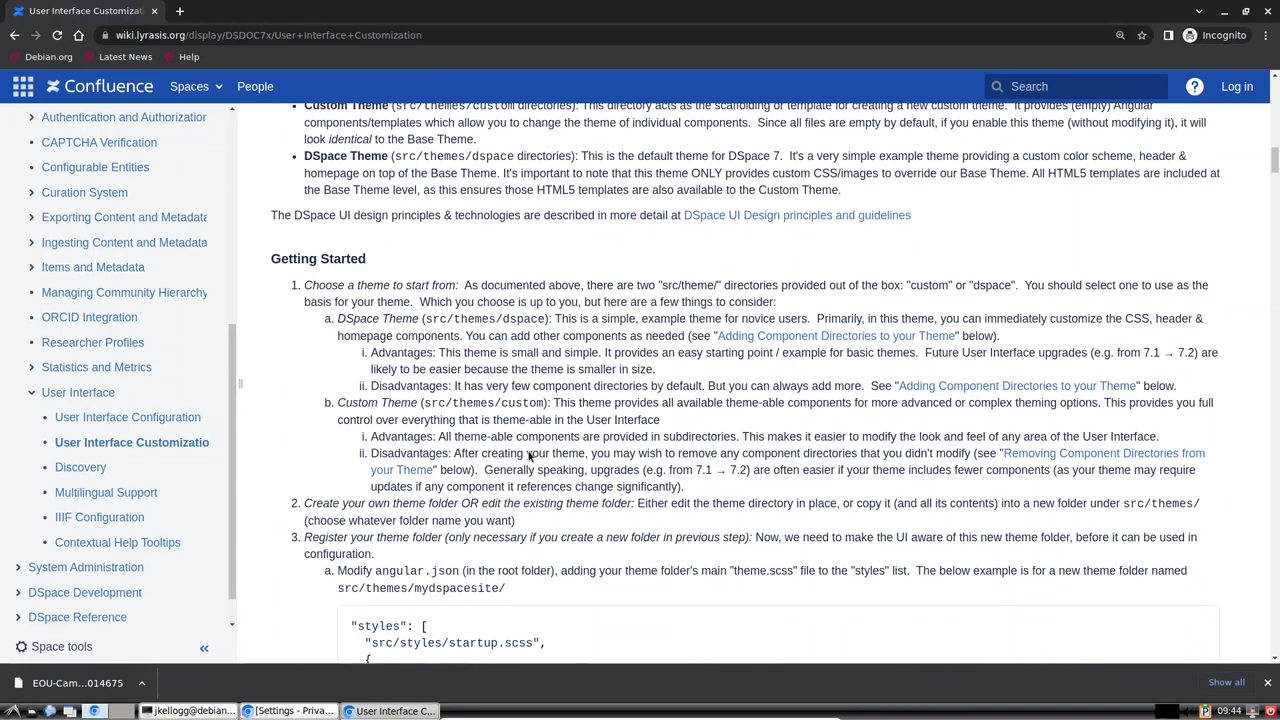 User Interface Customizati
wiki.lyrasis.org/display/DSDOC7x/User+Interface+Customization
Incognito
Debian.org
Latest News
Help
Confluence
Spaces
People
Search
Log in
Authentication and Authorization
CAPTCHA Verification
Configurable Entities
Curation System
Exporting Content and Metadata
Ingesting Content and Metadata
Items and Metadata
Managing Community Hierarchy
ORCID Integration
Researcher Profiles
Statistics and Metrics
User Interface
User Interface Configuration
User Interface Customizatio
Discovery
Multilingual Support
IIIF Configuration
Contextual Help Tooltips
System Administration
DSpace Development
DSpace Reference
Space tools
Custom Theme (src/themes/custom directories): This directory acts as the scaffolding or template for creating a new custom theme. It provides (empty) Angular
components/templates which allow you to change the theme of individual components. Since all files are empty by default, if you enable this theme (without modifying it), it will
look identical to the Base Theme.
DSpace Theme (src/themes/dspace directories): This is the default theme for DSpace 7. It's a very simple example theme providing a custom color scheme, header &
homepage on top of the Base Theme. It's important to note that this theme ONLY provides custom CSS/images to override our Base Theme. All HTML5 templates are included at
the Base Theme level, as this ensures those HTML5 templates are also available to the Custom Theme.
The DSpace UI design principles & technologies are described in more detail at DSpace UI Design principles and guidelines
Getting Started
1. Choose a theme to start from: As documented above, there are two "src/theme/" directories provided out of the box: "custom" or "dspace". You should select one to use as the
basis for your theme. Which you choose is up to you, but here are a few things to consider:
a. DSpace Theme (src/themes/dspace): This is a simple, example theme for novice users. Primarily, in this theme, you can immediately customize the CSS, header &
homepage components. You can add other components as needed (see "Adding Component Directories to your Theme" below).
i. Advantages: This theme is small and simple. It provides an easy starting point / example for basic themes. Future User Interface upgrades (e.g. from 7.1 → 7.2) are
likely to be easier because the theme is smaller in size.
ii. Disadvantages: It has very few component directories by default. But you can always add more. See "Adding Component Directories to your Theme" below.
b. Custom Theme (src/themes/custom): This theme provides all available theme-able components for more advanced or complex theming options. This provides you full
control over everything that is theme-able in the User Interface
i. Advantages: All theme-able components are provided in subdirectories. This makes it easier to modify the look and feel of any area of the User Interface.
ii. Disadvantages: After creating your theme, you may wish to remove any component directories that you didn't modify (see "Removing Component Directories from
your Theme" below). Generally speaking, upgrades (e.g. from 7.1 → 7.2) are often easier if your theme includes fewer components (as your theme may require
updates if any component it references change significantly).
2. Create your own theme folder OR edit the existing theme folder: Either edit the theme directory in place, or copy it (and all its contents) into a new folder under src/themes/
(choose whatever folder name you want)
3. Register your theme folder (only necessary if you create a new folder in previous step): Now, we need to make the UI aware of this new theme folder, before it can be used in
configuration.
a. Modify angular.json (in the root folder), adding your theme folder's main "theme.scss" file to the "styles" list. The below example is for a new theme folder named
src/themes/mydspacesite/
"styles": [
"src/styles/startup.scss",
{
EOU-Cam....014675
Show all
jkellogg@debian...
[Settings - Priva...
User Interface C...
09:44